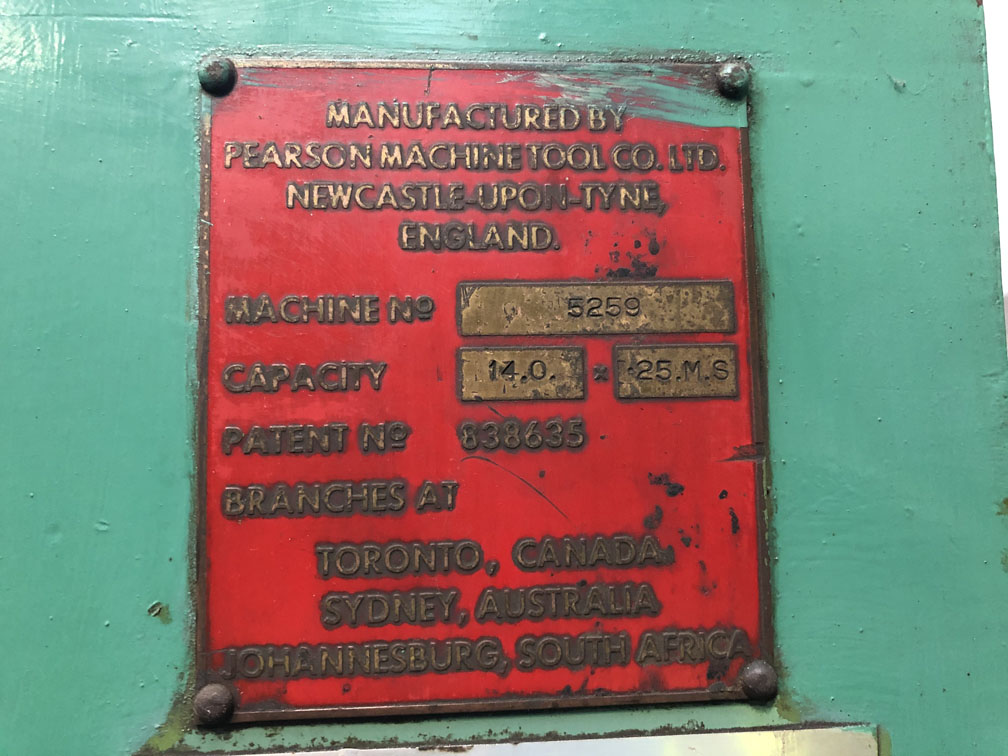 MANUFACTURED BY
PEARSON MACHINE TOOL CO. LTD.
NEWCASTLE-UPON-TYNE,
ENGLAND.
MACHINE Nº 5259
CAPACITY 14.0. x .25.M.S
PATENT Nº 838635
BRANCHES AT
TORONTO, CANADA.
SYDNEY, AUSTRALIA
JOHANNESBURG, SOUTH AFRICA